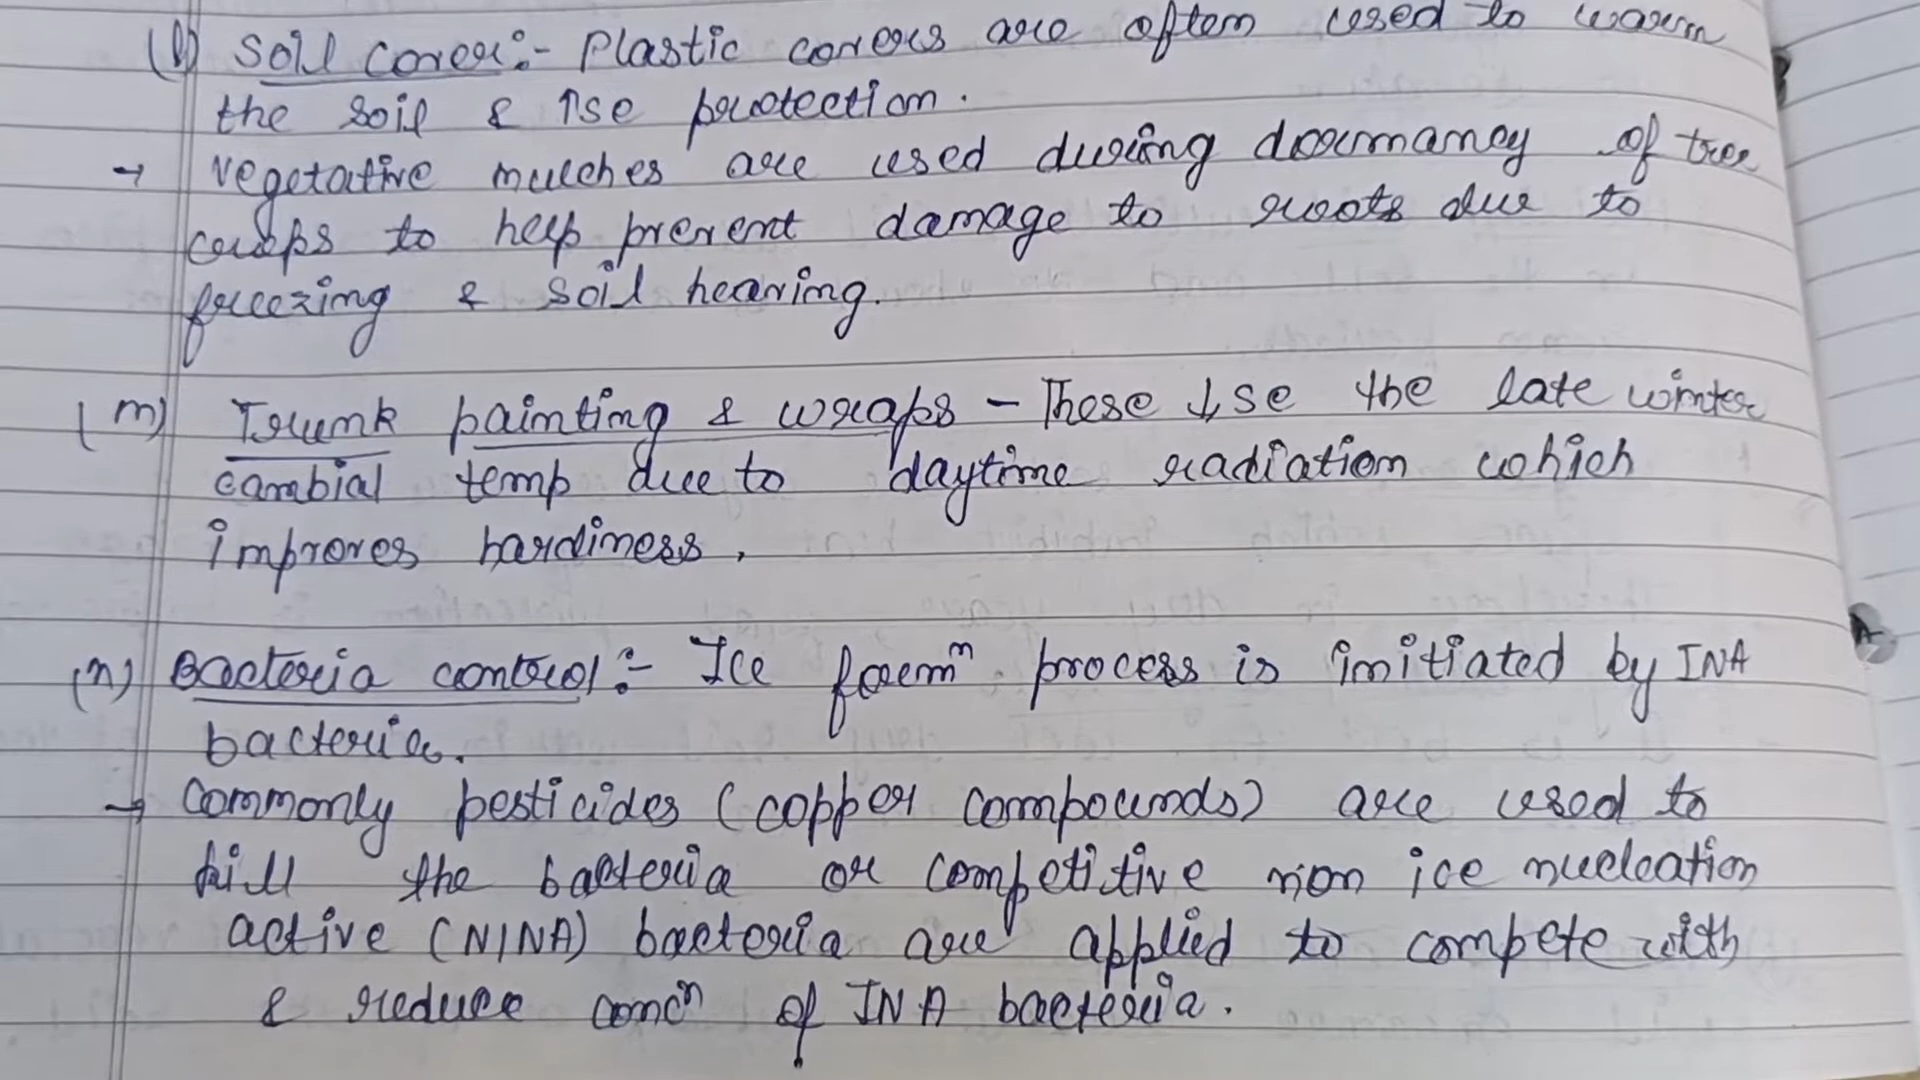 (l) Soil cover:- Plastic covers are often used to warm
the soil & ↑se protection.
→ vegetative mulches are used during dormancy of tree
crops to help prevent damage to roots due to
freezing & soil heaving.
(m) Trunk painting & wraps - These ↓se the late winter
cambial temp due to daytime radiation which
improves hardiness.
(n) Bacteria control:- Ice formⁿ process is initiated by INA
bacteria.
→ Commonly pesticides (copper compounds) are used to
kill the bacteria or competitive non ice nucleation
active (NINA) bacteria are applied to compete with
& reduce concⁿ of INA bacteria.